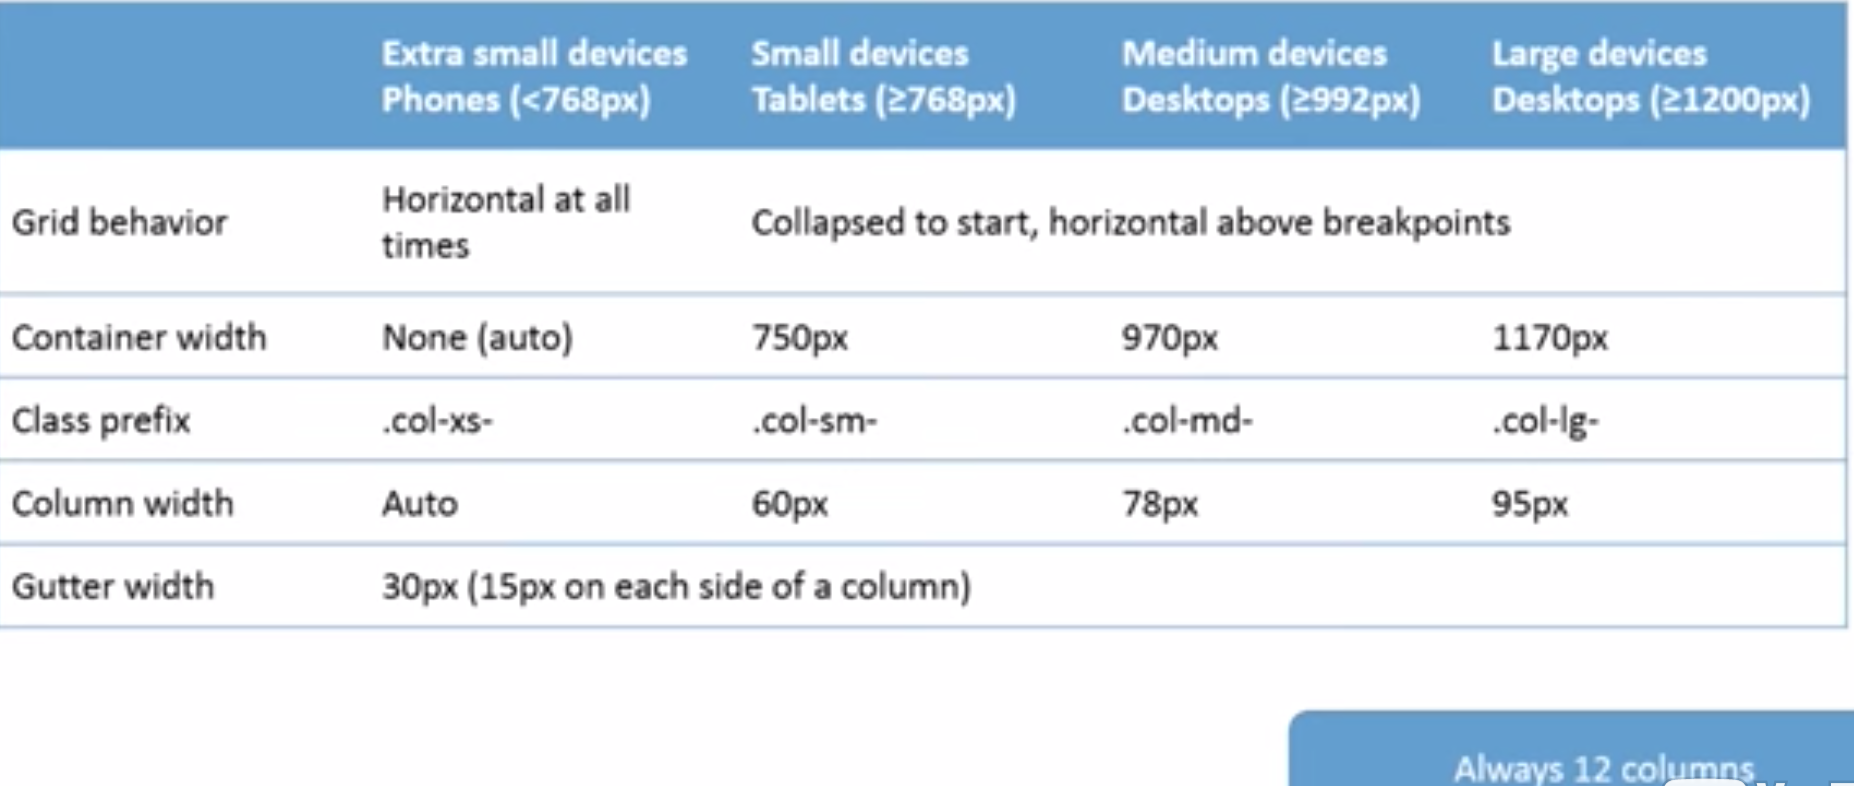 Extra small devices Small devices Medium devices Large devices
Phones (<768px) Tablets (≥768px) Desktops (≥992px) Desktops (≥1200px)
Grid behavior Horizontal at all times Collapsed to start, horizontal above breakpoints
Container width None (auto) 750px 970px 1170px
Class prefix .col-xs- .col-sm- .col-md- .col-lg-
Column width Auto 60px 78px 95px
Gutter width 30px (15px on each side of a column)
Always 12 columns